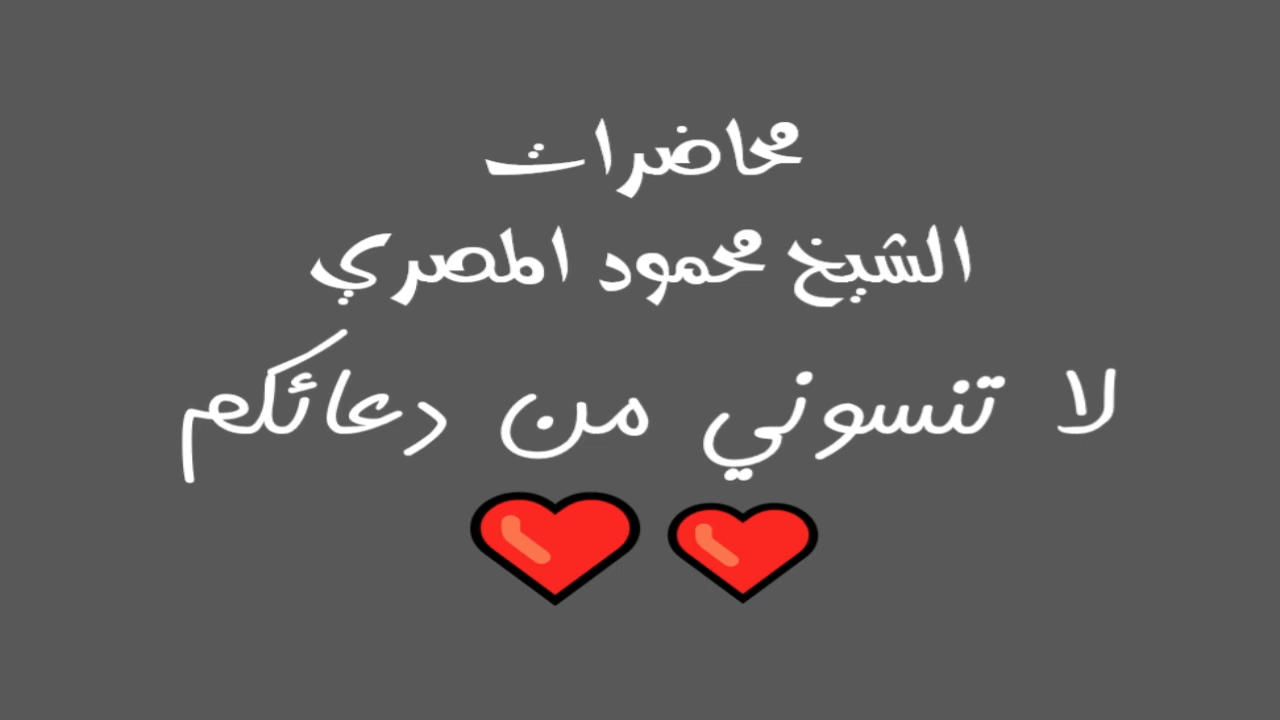 محاضرات
الشيخ محمود المصري
لا تنسوني من دعائكم